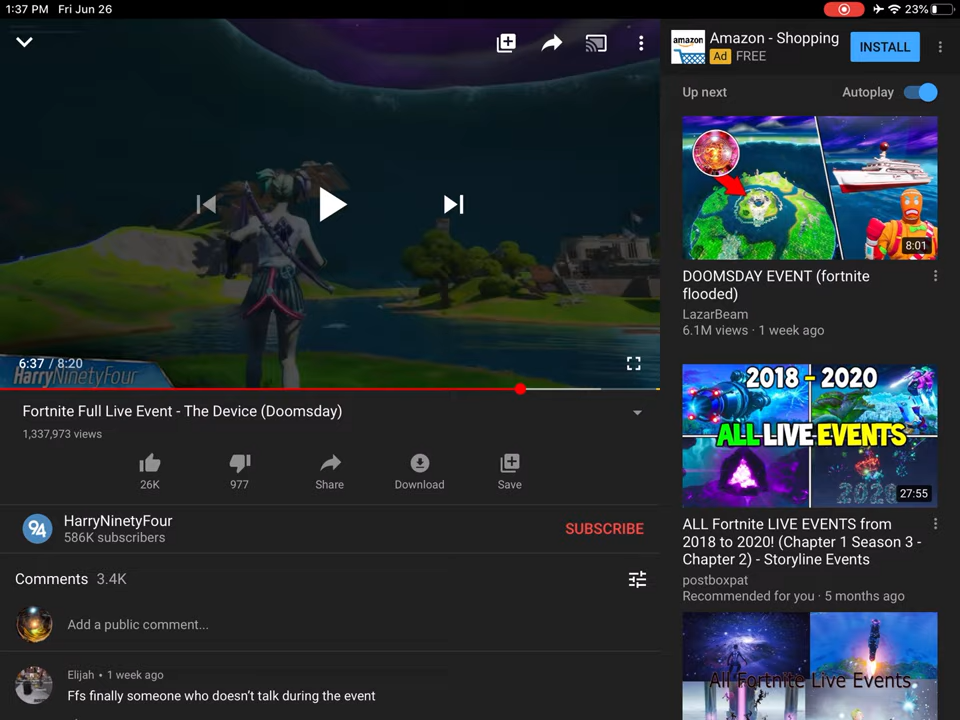 1:37 PM Fri Jun 26
23%
6:37 / 8:20
HarryNinetyFour
Fortnite Full Live Event - The Device (Doomsday)
1,337,973 views
26K
977
Share
Download
Save
94
HarryNinetyFour
586K subscribers
SUBSCRIBE
Comments 3.4K
Add a public comment...
Elijah • 1 week ago
Ffs finally someone who doesn't talk during the event
amazon
Amazon - Shopping
Ad FREE
INSTALL
Up next
Autoplay
8:01
DOOMSDAY EVENT (fortnite
flooded)
LazarBeam
6.1M views · 1 week ago
2018 - 2020
ALL LIVE EVENTS
2020
27:55
ALL Fortnite LIVE EVENTS from
2018 to 2020! (Chapter 1 Season 3 -
Chapter 2) - Storyline Events
postboxpat
Recommended for you · 5 months ago
All Fortnite Live Events